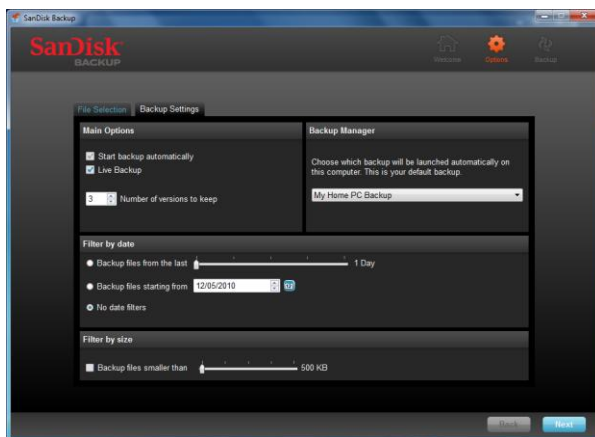 SanDisk Backup
SanDisk
BACKUP
Welcome
Options
Backup
File Selection
Backup Settings
Main Options
Start backup automatically
Live Backup
3 Number of versions to keep
Backup Manager
Choose which backup will be launched automatically on
this computer. This is your default backup.
My Home PC Backup
Filter by date
Backup files from the last 1 Day
Backup files starting from 12/05/2010
No date filters
Filter by size
Backup files smaller than 500 KB
Back
Next